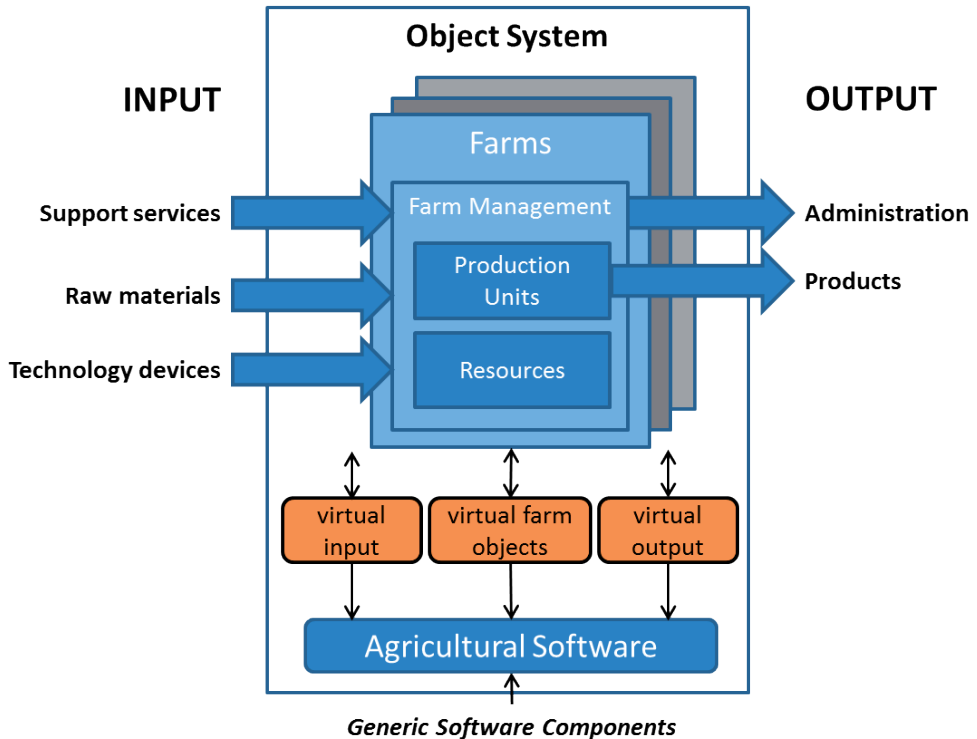 Object System
INPUT
OUTPUT
Farms
Support services
Farm Management
Administration
Production
Units
Raw materials
Products
Technology devices
Resources
virtual
input
virtual farm
objects
virtual
output
Agricultural Software
Generic Software Components